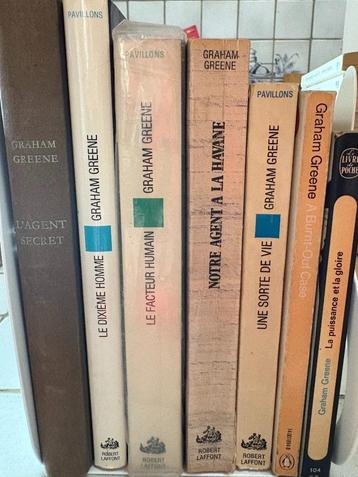 GRAHAM
GREENE
L'AGENT
SECRET
PAVILLONS
LE DIXIÈME HOMME GRAHAM GREENE
ROBERT
LAFFONT
PAVILLONS
LE FACTEUR HUMAIN GRAHAM GREENE
ROBERT
LAFFONT
GRAHAM
GREENE
NOTRE AGENT A LA HAVANE
ROBERT
LAFFONT
PAVILLONS
UNE SORTE DE VIE GRAHAM GREENE
ROBERT
LAFFONT
Graham Greene A Burnt-Out Case
LE LIVRE
DE POCHE
Graham Greene La puissance et la gloire
104